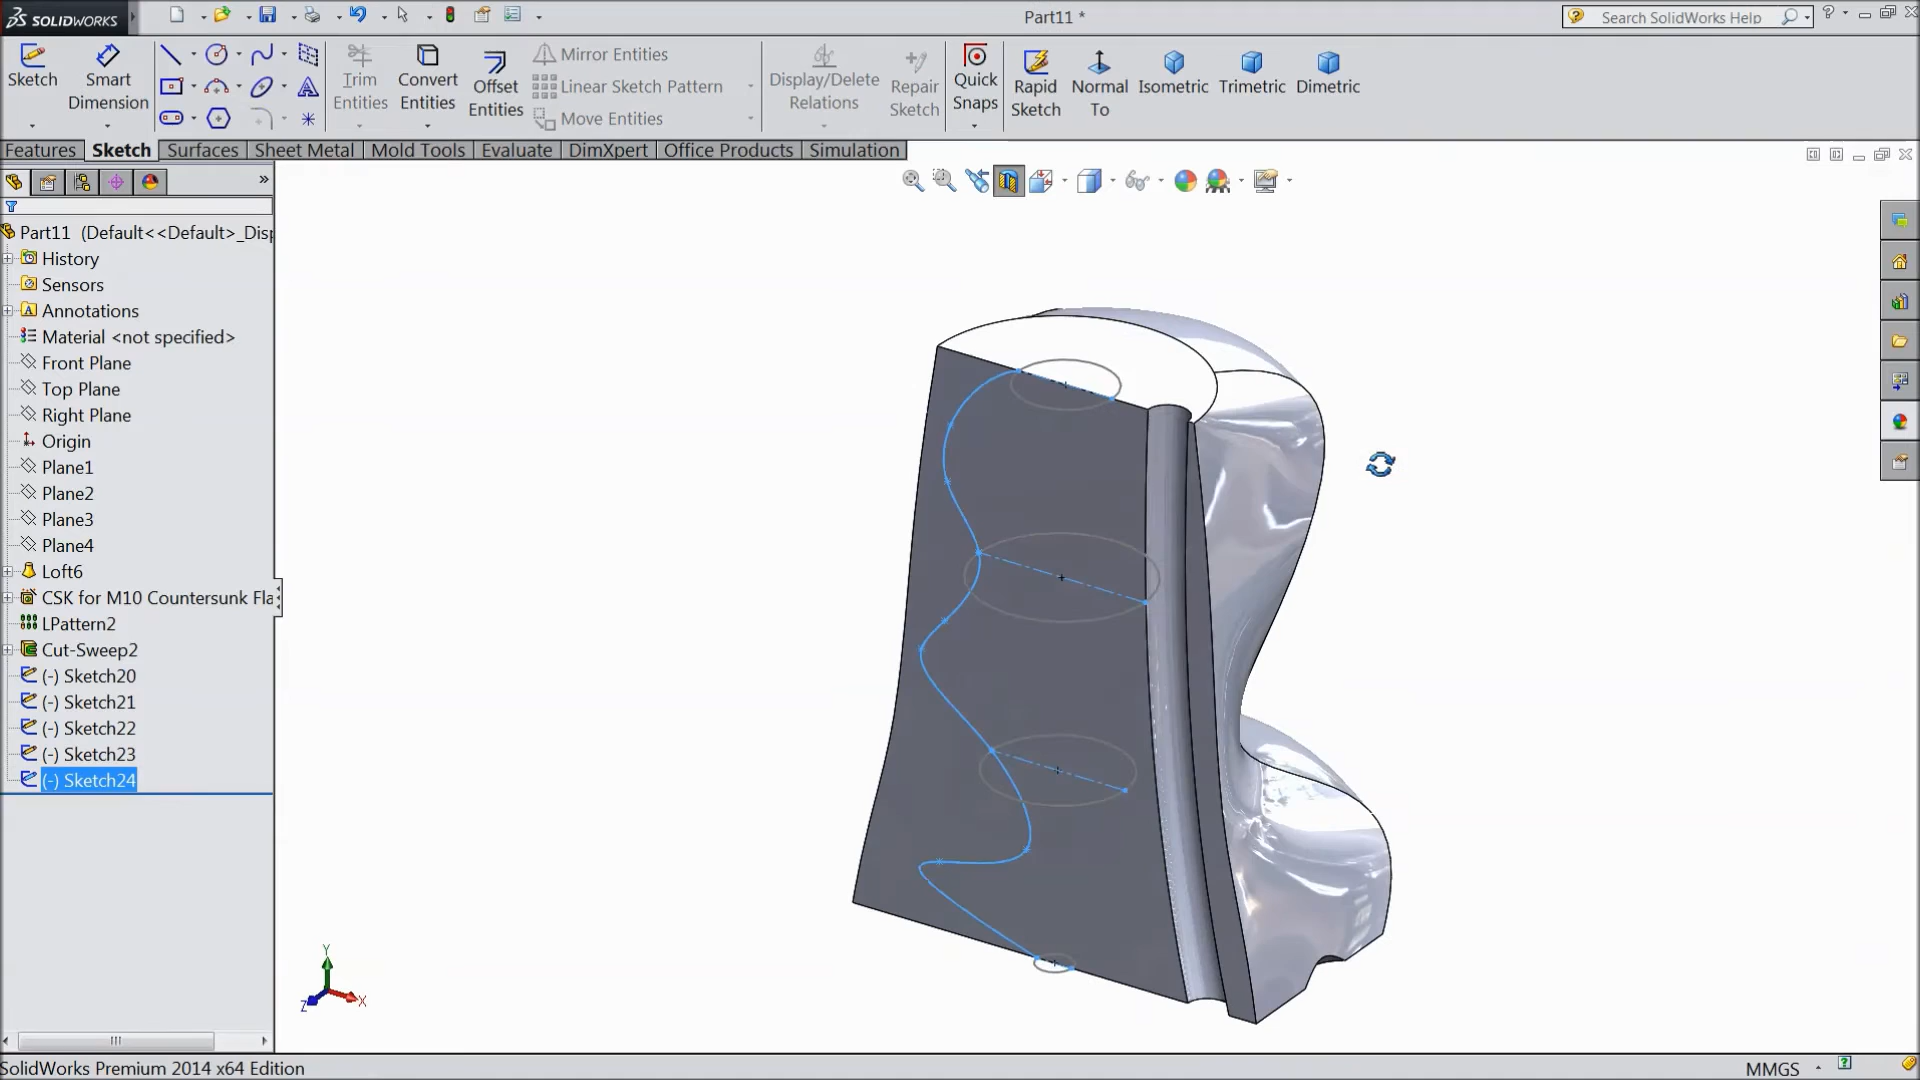 SOLIDWORKS
Part11 *
Search SolidWorks Help
Sketch
Smart Dimension
Trim Entities
Convert Entities
Offset Entities
Mirror Entities
Linear Sketch Pattern
Move Entities
Display/Delete Relations
Repair Sketch
Quick Snaps
Rapid Sketch
Normal To
Isometric
Trimetric
Dimetric
Features Sketch Surfaces Sheet Metal Mold Tools Evaluate DimXpert Office Products Simulation
Part11 (Default<<Default>_Disp
History
Sensors
Annotations
Material <not specified>
Front Plane
Top Plane
Right Plane
Origin
Plane1
Plane2
Plane3
Plane4
Loft6
CSK for M10 Countersunk Fla
LPattern2
Cut-Sweep2
(-) Sketch20
(-) Sketch21
(-) Sketch22
(-) Sketch23
(-) Sketch24
Y
Z X
SolidWorks Premium 2014 x64 Edition
MMGS